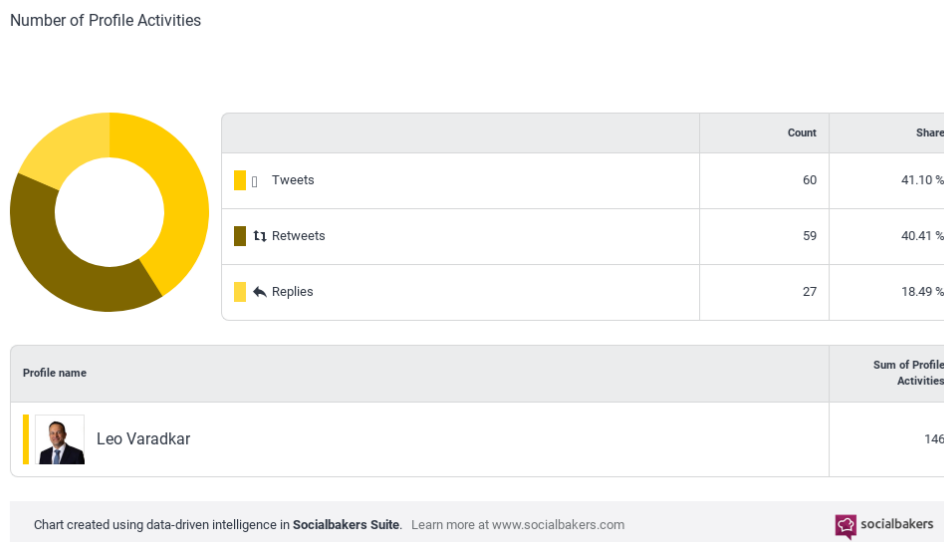 Number of Profile Activities
Count Share
Tweets 60 41.10 %
Retweets 59 40.41 %
Replies 27 18.49 %
Profile name Sum of Profile
Activities
Leo Varadkar 146
Chart created using data-driven intelligence in Socialbakers Suite. Learn more at www.socialbakers.com socialbakers